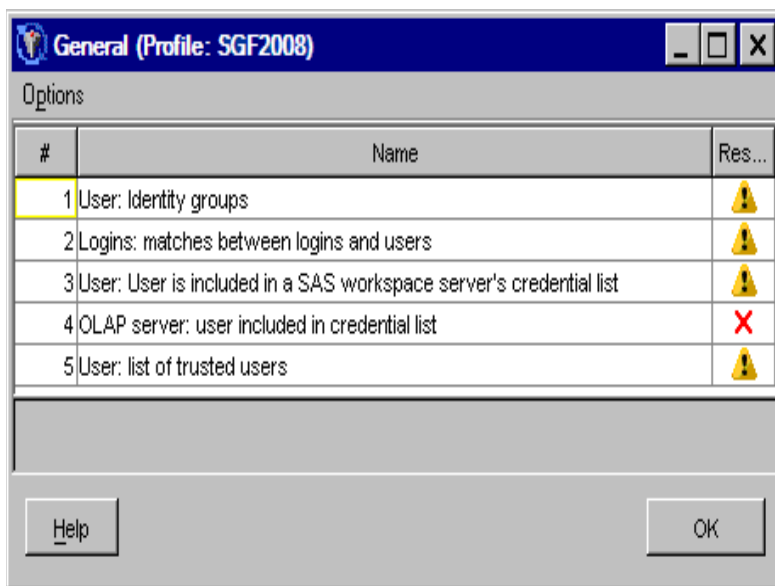 General (Profile: SGF2008)
Options
# Name Res...
1 User: Identity groups
2 Logins: matches between logins and users
3 User: User is included in a SAS workspace server's credential list
4 OLAP server: user included in credential list
5 User: list of trusted users
Help OK